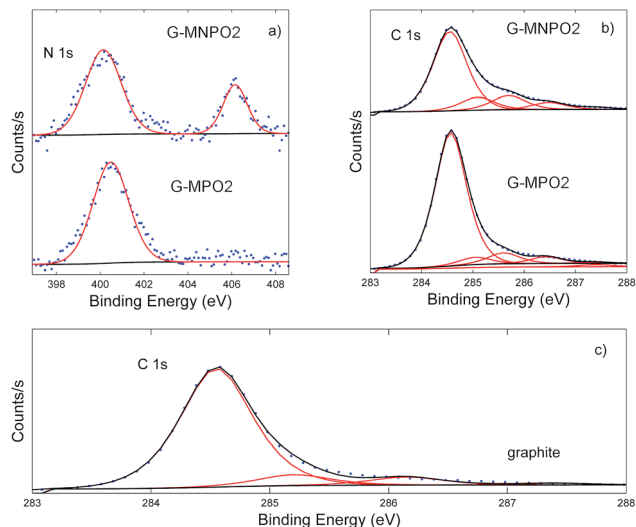 N 1s
G-MNPO2
a)
G-MPO2
Counts/s
398 400 402 404 406 408
Binding Energy (eV)
C 1s
G-MNPO2
b)
G-MPO2
Counts/s
283 284 285 286 287 288
Binding Energy (eV)
C 1s
c)
graphite
Counts/s
283 284 285 286 287 288
Binding Energy (eV)